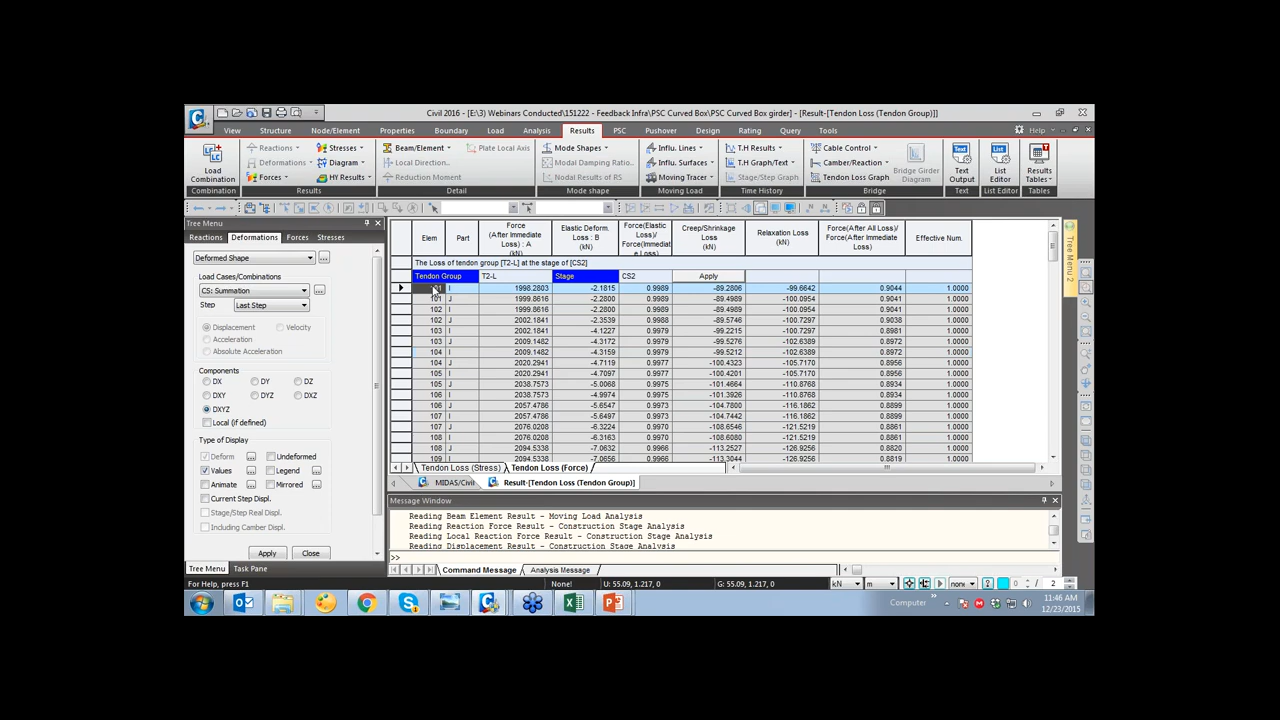 Civil 2016 - [E:\3) Webinars Conducted\151222 - Feedback Infra\PSC Curved Box\PSC Curved Box girder] - [Result-[Tendon Loss (Tendon Group)]]
View Structure Node/Element Properties Boundary Load Analysis Results PSC Pushover Design Rating Query Tools Help
Load Combination
Combination
Reactions
Deformations
Forces
Stresses
Diagram
HY Results
Results
Beam/Element
Local Direction...
Reduction Moment
Plate Local Axis
Detail
Mode Shapes
Modal Damping Ratio...
Nodal Results of RS
Mode shape
Influ. Lines
Influ. Surfaces
Moving Tracer
Moving Load
T.H Results
T.H Graph/Text
Stage/Step Graph
Time History
Cable Control
Camber/Reaction
Tendon Loss Graph
Bridge Girder Diagram
Bridge
Text Output
Text
List Editor
List Editor
Results Tables
Tables
Tree Menu
Reactions Deformations Forces Stresses
Deformed Shape
Load Cases/Combinations
CS: Summation
Step Last Step
Displacement Velocity
Acceleration
Absolute Acceleration
Components
DX DY DZ
DXY DYZ DXZ
DXYZ
Local (if defined)
Type of Display
Deform Undeformed
Values Legend
Animate Mirrored
Current Step Displ.
Stage/Step Real Displ.
Including Camber Displ.
Apply Close
Tree Menu Task Pane
Elem Part Force (After Immediate Loss) : A (kN) Elastic Deform. Loss : B (kN) Force(Elastic Loss)/ Force(Immediat e Loss) Creep/Shrinkage Loss (kN) Relaxation Loss (kN) Force(After All Loss)/ Force(After Immediate Loss) Effective Num.
The Loss of tendon group [T2-L] at the stage of [CS2]
Tendon Group T2-L Stage CS2 Apply
I 1998.2803 -2.1815 0.9989 -89.2806 -99.6642 0.9044 1.0000
101 J 1999.8616 -2.2800 0.9989 -89.4989 -100.0954 0.9041 1.0000
102 I 1999.8616 -2.2800 0.9989 -89.4989 -100.0954 0.9041 1.0000
102 J 2002.1841 -2.3539 0.9988 -89.9286 -100.7297 0.9038 1.0000
103 I 2002.1841 -4.1227 0.9979 -99.2215 -100.7297 0.8981 1.0000
103 J 2009.1482 -4.3172 0.9979 -99.5276 -102.6389 0.8972 1.0000
104 I 2009.1482 -4.3159 0.9979 -99.5212 -102.6389 0.8972 1.0000
104 J 2020.2941 -4.7119 0.9977 -100.4323 -105.7170 0.8956 1.0000
105 I 2020.2941 -4.7097 0.9977 -100.4201 -105.7170 0.8956 1.0000
105 J 2038.7573 -5.0068 0.9975 -101.4664 -110.8768 0.8934 1.0000
106 I 2038.7573 -4.9974 0.9975 -101.3926 -110.8768 0.8934 1.0000
106 J 2057.4786 -5.6547 0.9973 -104.7800 -116.1862 0.8899 1.0000
107 I 2057.4786 -5.6497 0.9973 -104.7442 -116.1862 0.8899 1.0000
107 J 2076.0208 -6.3230 0.9970 -108.6546 -121.5219 0.8861 1.0000
108 I 2076.0208 -6.3163 0.9970 -108.6080 -121.5219 0.8861 1.0000
108 J 2094.5338 -7.0632 0.9966 -113.2527 -126.9256 0.8820 1.0000
109 I 2094.5338 -7.0656 0.9966 -113.3044 -126.9256 0.8819 1.0000
Tendon Loss (Stress) Tendon Loss (Force)
MIDAS/Civil Result-[Tendon Loss (Tendon Group)]
Tree Menu 2
Message Window
Reading Beam Element Result - Moving Load Analysis
Reading Reaction Force Result - Construction Stage Analysis
Reading Local Reaction Force Result - Construction Stage Analysis
Reading Displacement Result - Construction Stage Analysis
>>
Command Message Analysis Message
For Help, press F1 None! U: 55.09, 1.217, 0 G: 55.09, 1.217, 0 kN m non 0 / 2
Computer 11:46 AM
12/23/2015